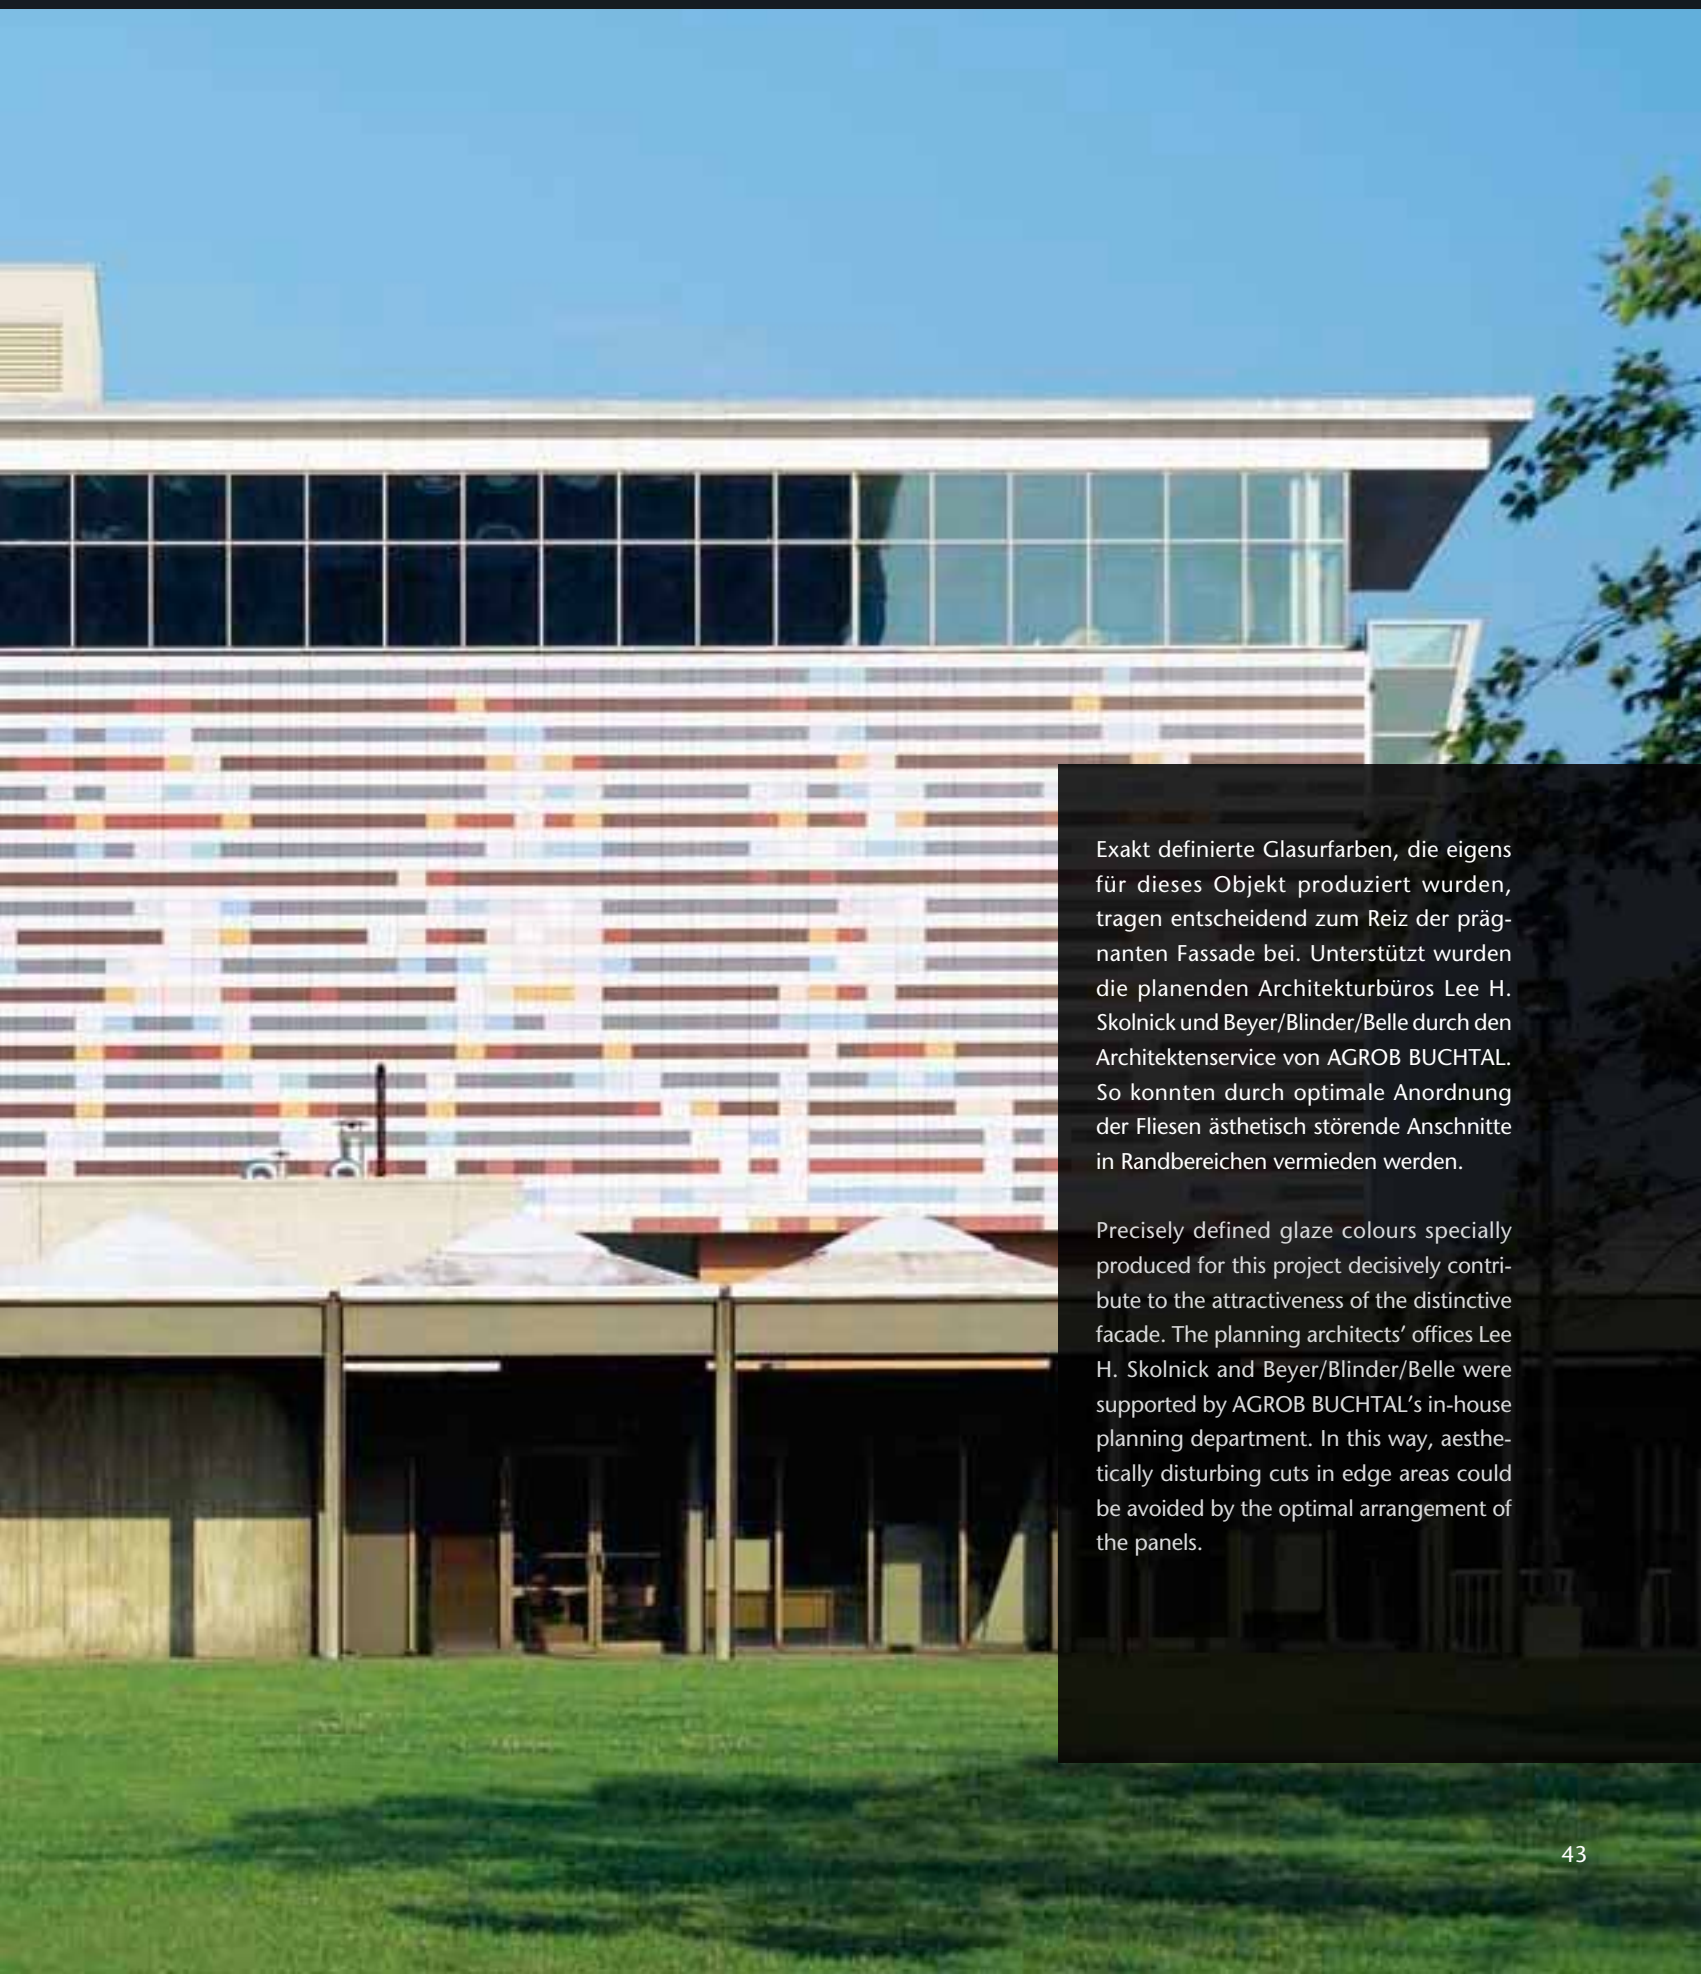 Exakt definierte Glasurfarben, die eigens
für dieses Objekt produziert wurden,
tragen entscheidend zum Reiz der präg-
nanten Fassade bei. Unterstützt wurden
die planenden Architekturbüros Lee H.
Skolnick und Beyer/Blinder/Belle durch den
Architektenservice von AGROB BUCHTAL.
So konnten durch optimale Anordnung
der Fliesen ästhetisch störende Anschnitte
in Randbereichen vermieden werden.
Precisely defined glaze colours specially
produced for this project decisively contri-
bute to the attractiveness of the distinctive
facade. The planning architects’ offices Lee
H. Skolnick and Beyer/Blinder/Belle were
supported by AGROB BUCHTAL’s in-house
planning department. In this way, aesthe-
tically disturbing cuts in edge areas could
be avoided by the optimal arrangement of
the panels.
43